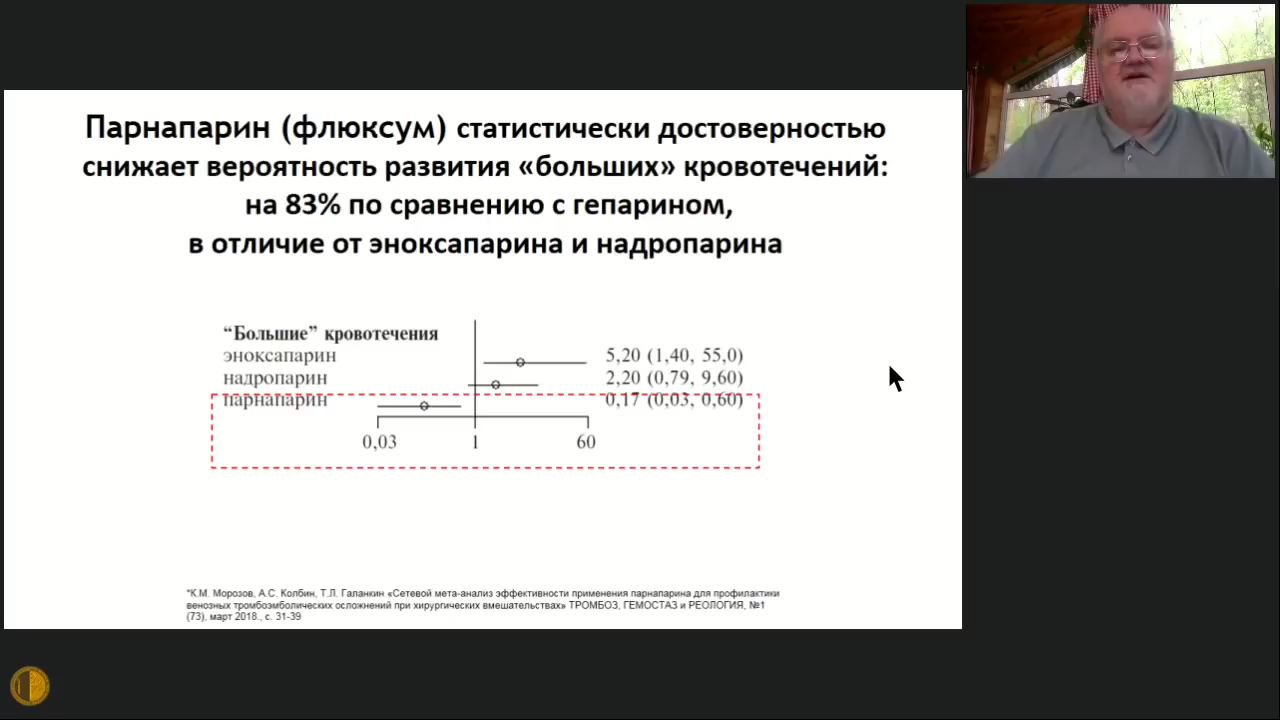 Парнапарин (флюксум) статистически достоверностью
снижает вероятность развития «больших» кровотечений:
на 83% по сравнению с гепарином,
в отличие от эноксапарина и надропарина
“Большие” кровотечения
эноксапарин 5,20 (1,40, 55,0)
надропарин 2,20 (0,79, 9,60)
парнапарин 0,17 (0,03, 0,60)
0,03 1 60
*К.М. Морозов, А.С. Колбин, Т.Л. Галанкин «Сетевой мета-анализ эффективности применения парнапарина для профилактики
венозных тромбоэмболических осложнений при хирургических вмешательствах» ТРОМБОЗ, ГЕМОСТАЗ и РЕОЛОГИЯ, №1
(73), март 2018., с. 31-39